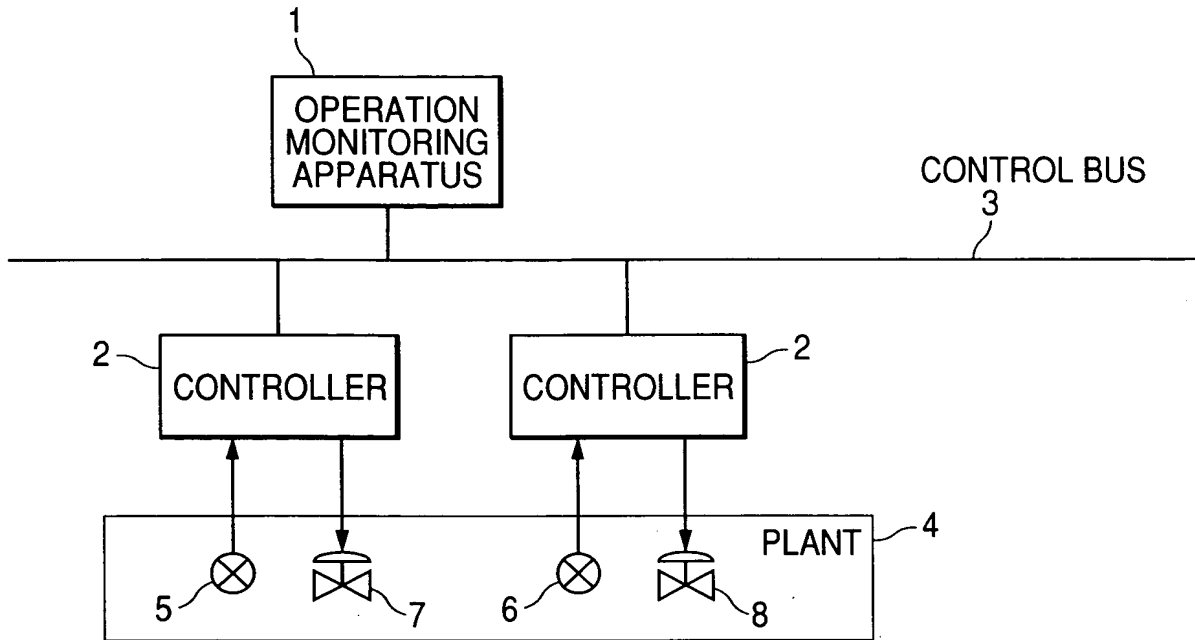 1
OPERATION
MONITORING
APPARATUS
CONTROL BUS
3
2
CONTROLLER
2
CONTROLLER
PLANT
4
5
7
6
8